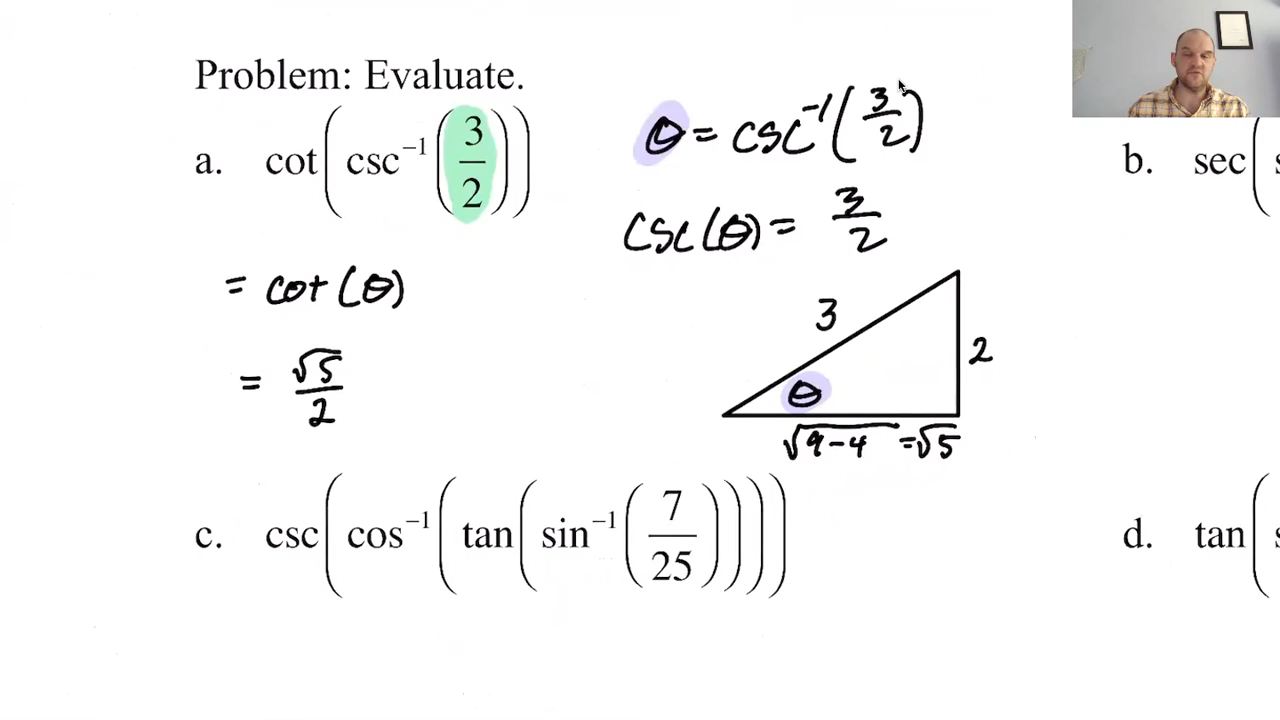 Problem: Evaluate.
a. cot(csc⁻¹(3/2))
= cot(θ)
= √5/2
θ = csc⁻¹(3/2)
csc(θ) = 3/2
3
2
θ
√9-4 = √5
b. sec(
c. csc(cos⁻¹(tan(sin⁻¹(7/25))))
d. tan(